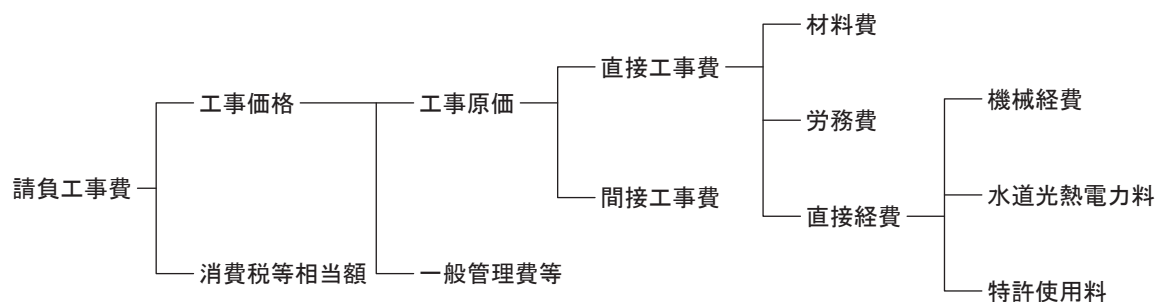 請負工事費
工事価格
消費税等相当額
工事原価
一般管理費等
直接工事費
間接工事費
材料費
労務費
直接経費
機械経費
水道光熱電力料
特許使用料